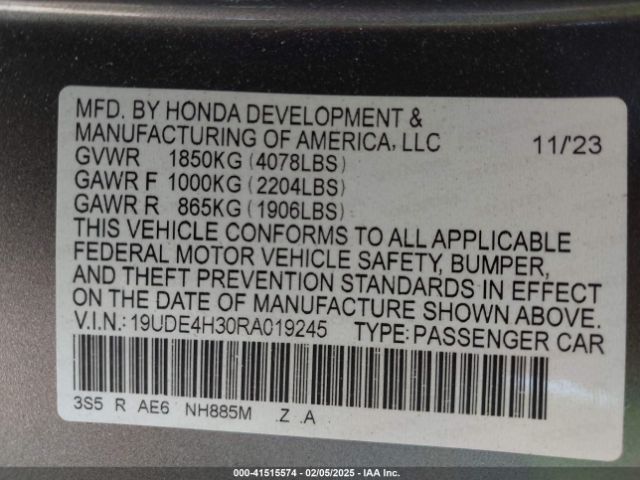 MFD. BY HONDA DEVELOPMENT &
MANUFACTURING OF AMERICA, LLC 11/'23
GVWR 1850KG (4078LBS)
GAWR F 1000KG (2204LBS)
GAWR R 865KG (1906LBS)
THIS VEHICLE CONFORMS TO ALL APPLICABLE
FEDERAL MOTOR VEHICLE SAFETY, BUMPER,
AND THEFT PREVENTION STANDARDS IN EFFECT
ON THE DATE OF MANUFACTURE SHOWN ABOVE.
V.I.N.: 19UDE4H30RA019245 TYPE: PASSENGER CAR
3S5 R AE6 NH885M .Z .A
000-41515574 | 02/05/2025 - IAA Inc.